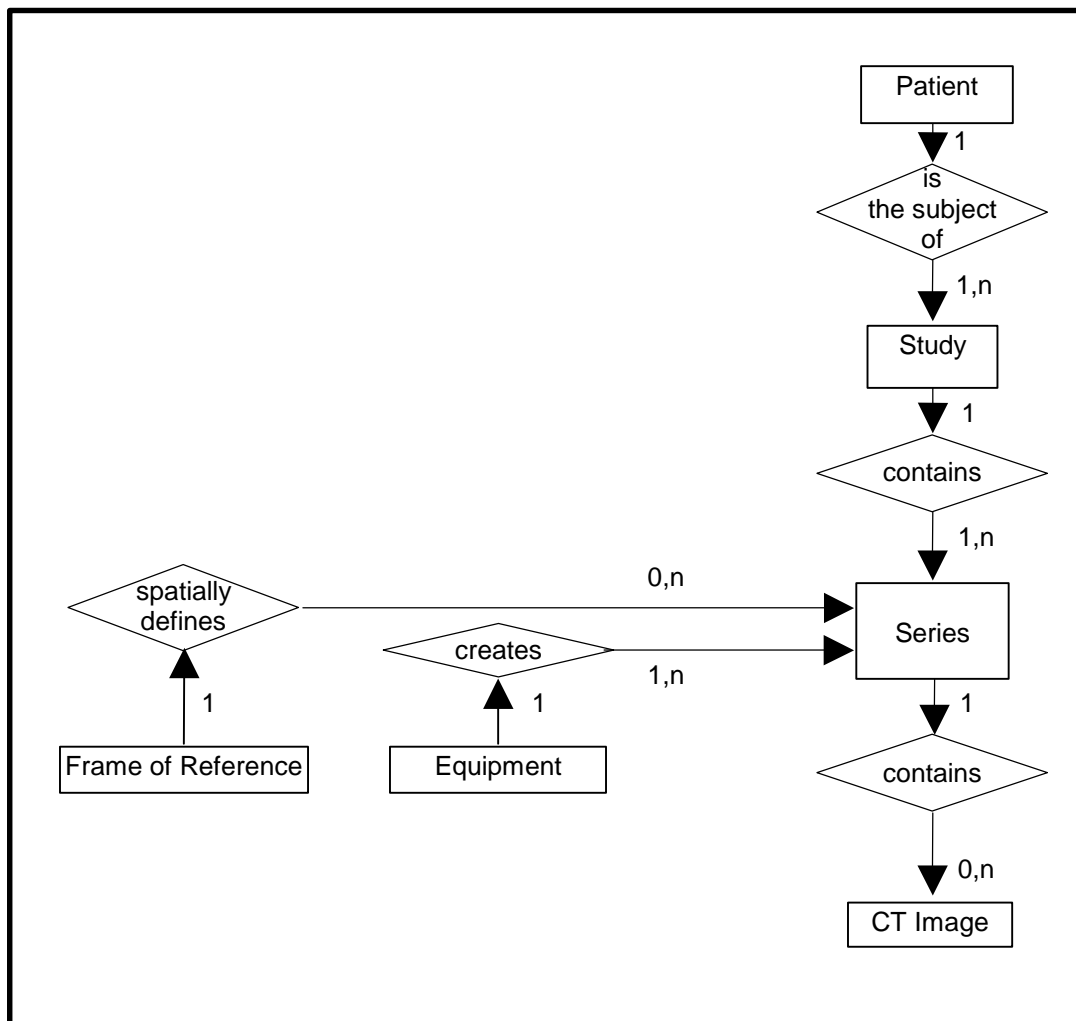 Patient
1
is
the subject
of
1,n
Study
1
contains
1,n
spatially
defines
0,n
Series
creates
1,n
1
1
1
Frame of Reference
Equipment
contains
0,n
CT Image